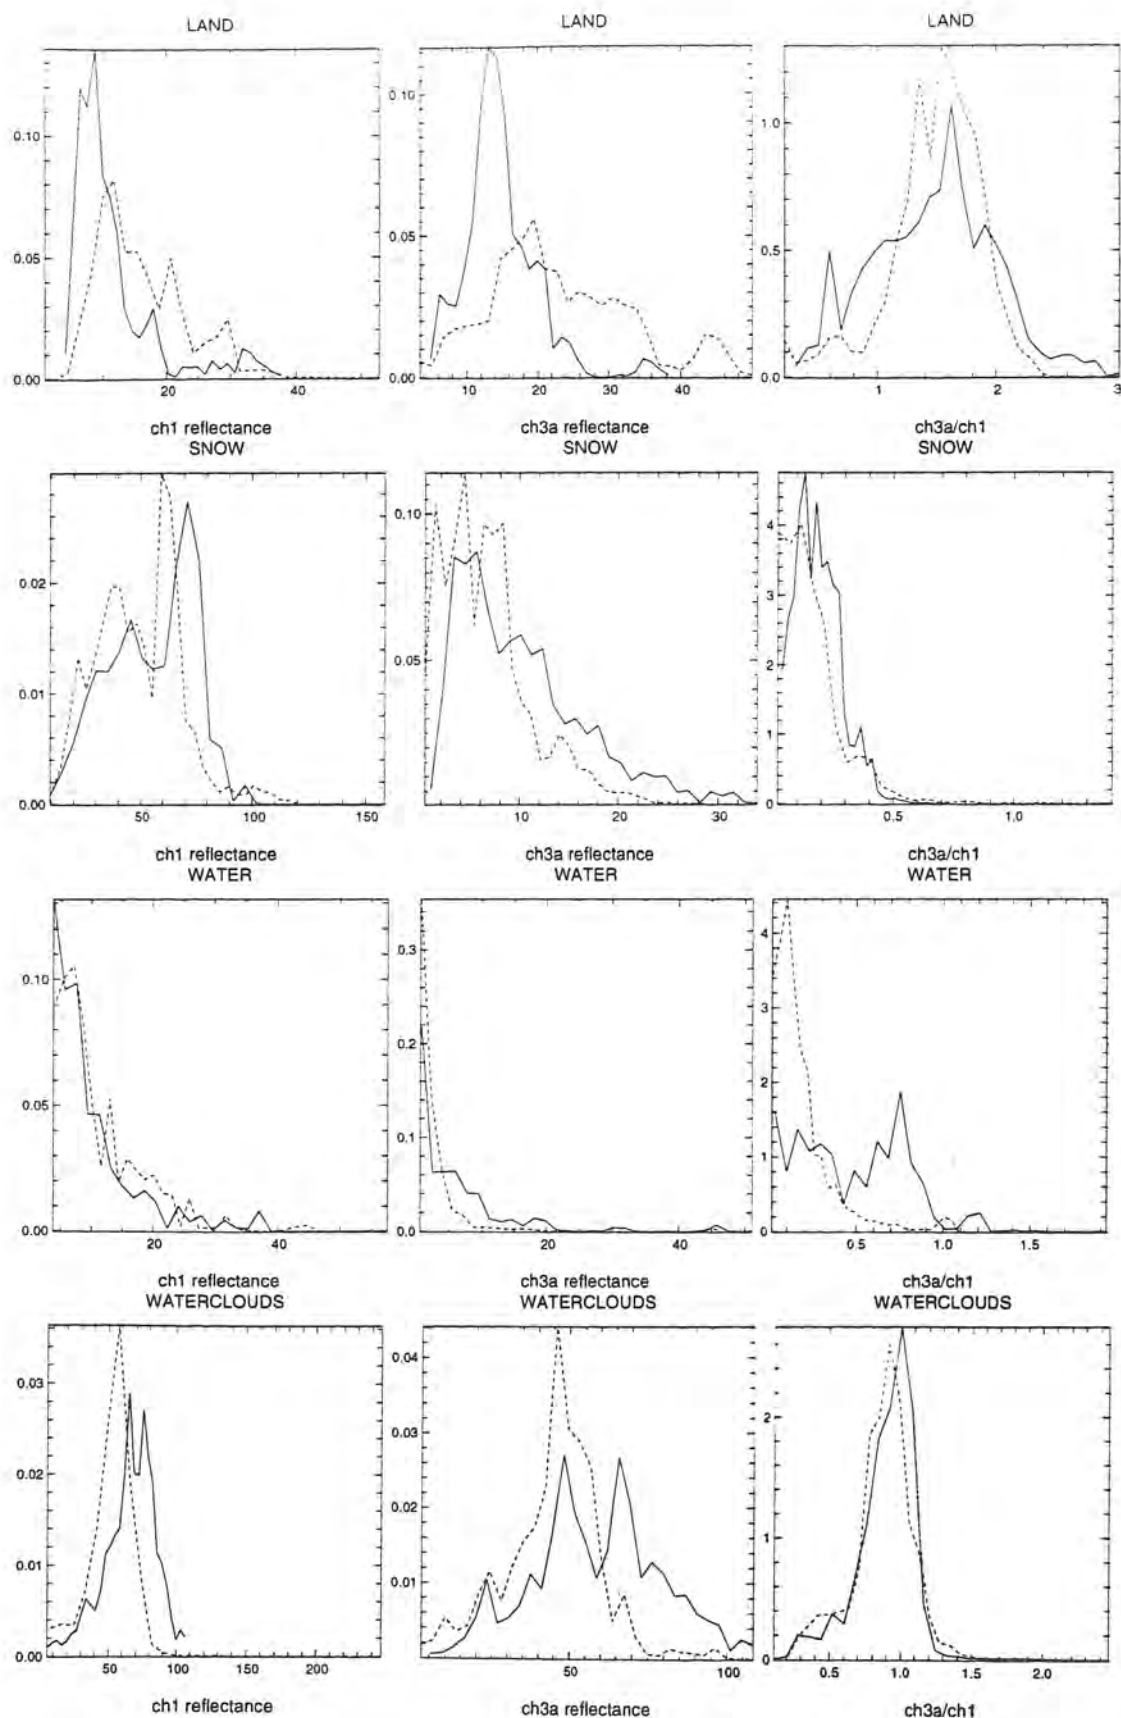 LAND LAND LAND
0.10 0.10 1.0
0.05 0.05 0.5
0.00 0.00 0.0
20 40 10 20 30 40 50 1 2 3
ch1 reflectance ch3a reflectance ch3a/ch1
SNOW SNOW SNOW
0.10 4
0.02 3
0.05 2
0.01 1
0.00 0
50 100 150 10 20 30 0.5 1.0
ch1 reflectance ch3a reflectance ch3a/ch1
WATER WATER WATER
0.3 4
0.10 3
0.2
0.05 0.1 2
1
0.00 0.0 0
20 40 20 40 0.5 1.0 1.5
ch1 reflectance ch3a reflectance ch3a/ch1
WATERCLOUDS WATERCLOUDS WATERCLOUDS
0.04
0.03 0.03 2
0.02 0.02
0.01 0.01 2
0.00 0
50 100 150 200 50 100 0.5 1.0 1.5 2.0
ch1 reflectance ch3a reflectance ch3a/ch1